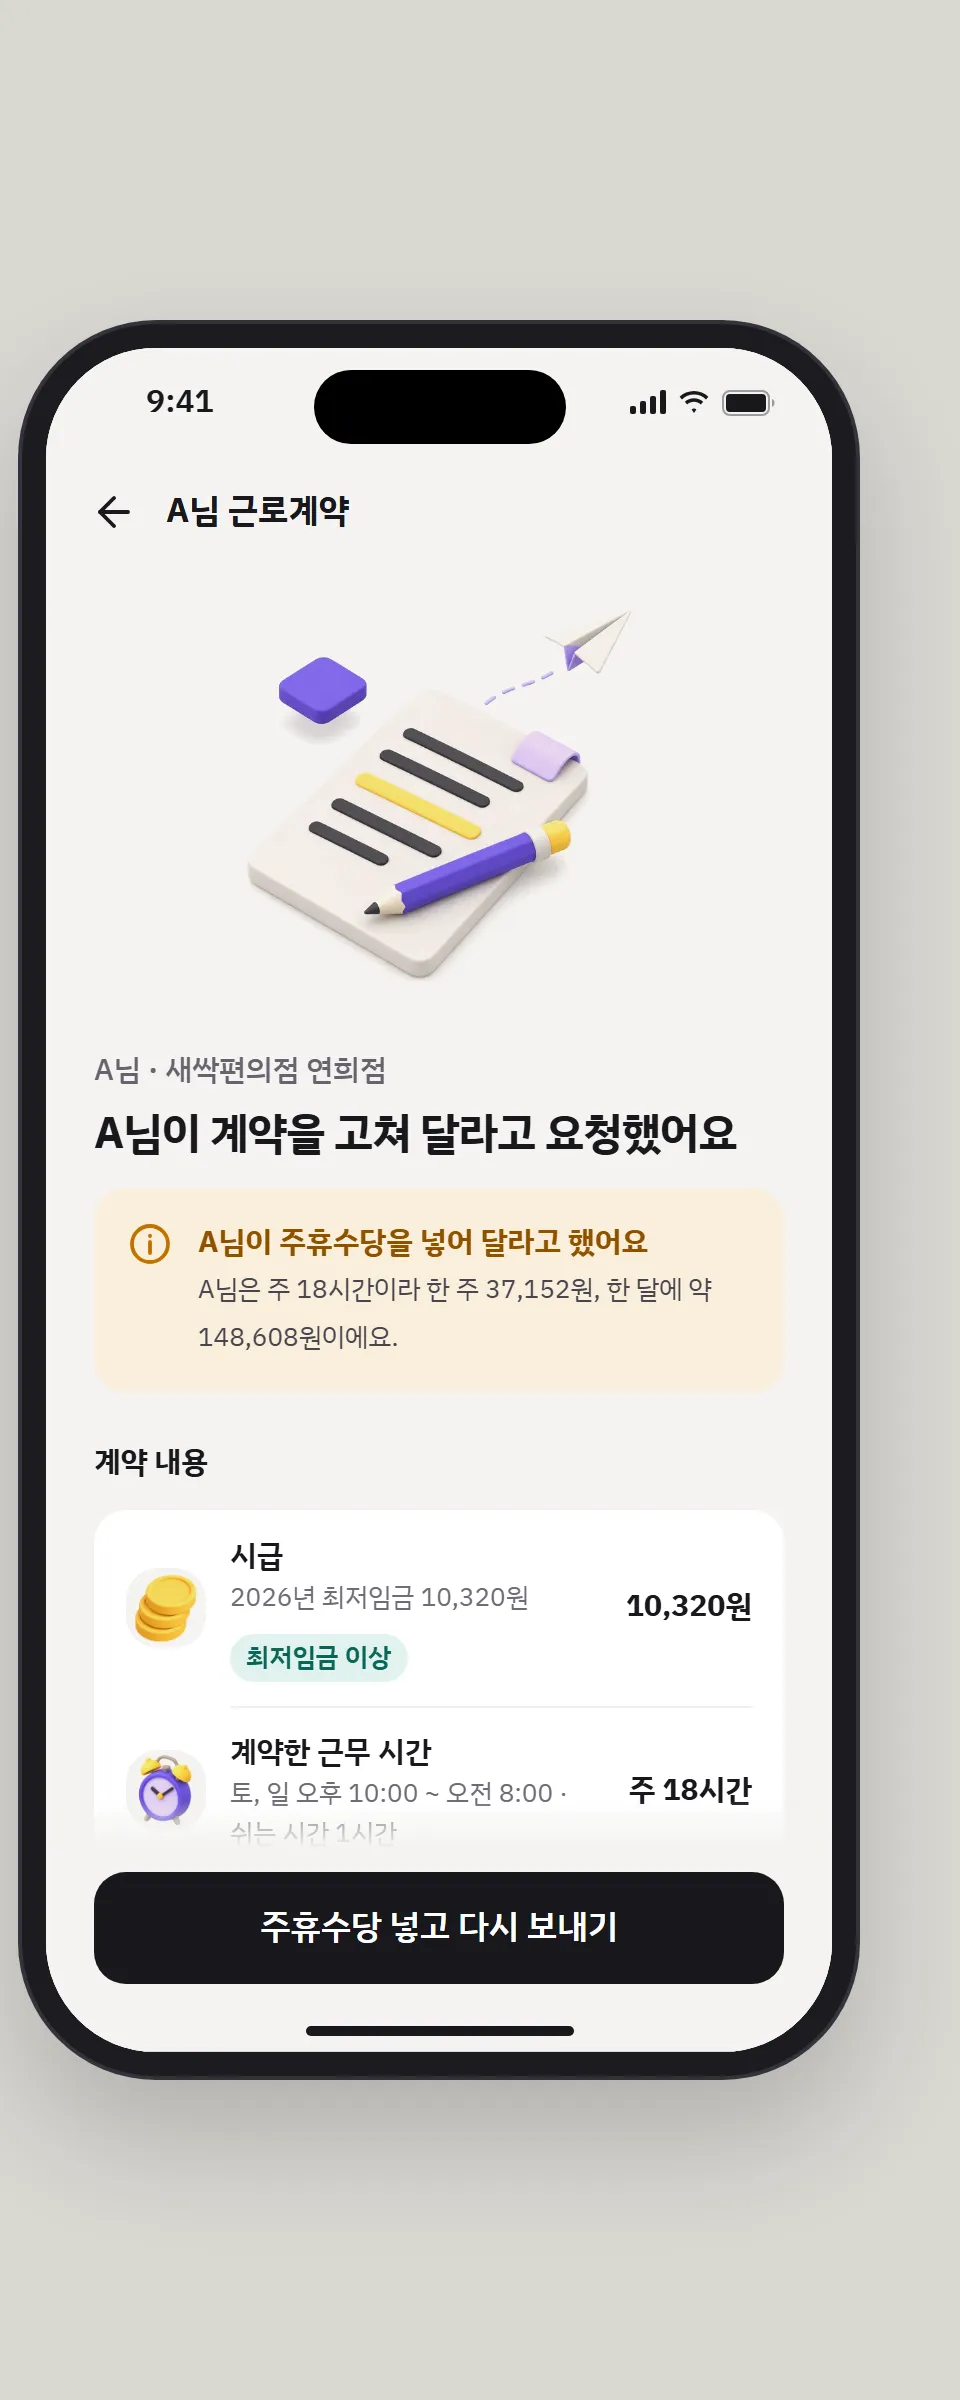 9:41
A님 근로계약
A님 · 새싹편의점 연희점
A님이 계약을 고쳐 달라고 요청했어요
A님이 주휴수당을 넣어 달라고 했어요
A님은 주 18시간이라 한 주 37,152원, 한 달에 약
148,608원이에요.
계약 내용
시급
2026년 최저임금 10,320원
10,320원
최저임금 이상
계약한 근무 시간
토, 일 오후 10:00 ~ 오전 8:00 ·
주 18시간
쉬는 시간 1시간
주휴수당 넣고 다시 보내기